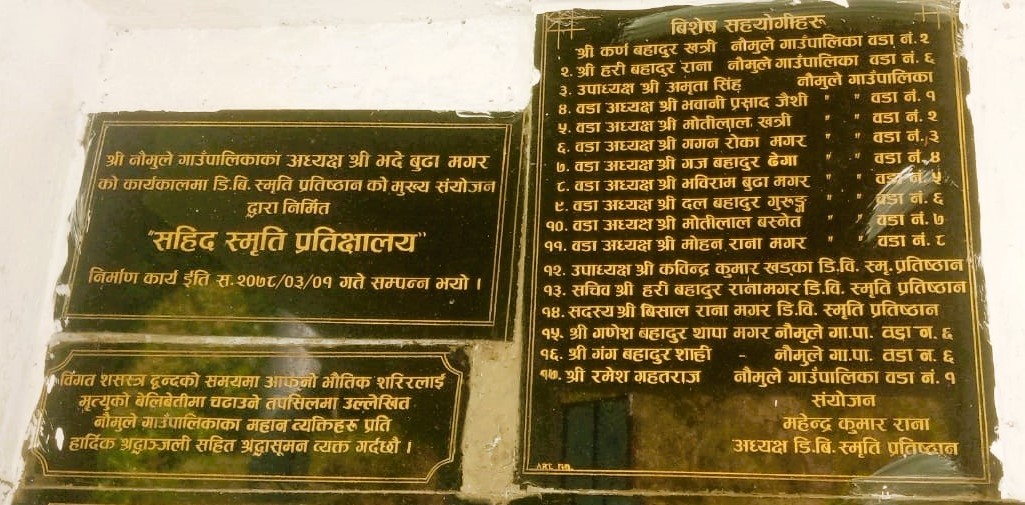 श्री नौमुले गाउँपालिकाका अध्यक्ष श्री भदे बुढा मगर
को कार्यकालमा डि.बि. स्मृति प्रतिष्ठान को मुख्य संयोजन
द्वारा निर्मित
"सहिद स्मृति प्रतिक्षालय"
निर्माण कार्य ईति स.२०७८/०३/०१ गते सम्पन्न भयो ।
विगत शसस्त्र द्वन्दको समयमा आफ्नो भौतिक शरिरलाई
मृत्युको बेलिबेतीमा चढाउने तपसिलमा उल्लेखित
नौमुले गाउँपालिकाका महान व्यक्तिहरू प्रति
हार्दिक श्रद्धाञ्जली सहित श्रद्धासूमन व्यक्त गर्दछौ ।
बिशेष सहयोगीहरू
श्री कर्ण बहादुर खत्री नौमुले गाउँपालिका वडा नं. २
२. श्री हरी बहादुर राना नौमुले गाउँपालिका वडा नं. ६
३. उपाध्यक्ष श्री अमृता सिंह नौमुले गाउँपालिका
४. वडा अध्यक्ष श्री भवानी प्रसाद जैशी " " वडा नं. १
५. वडा अध्यक्ष श्री मोतीलाल खत्री " " वडा नं. २
६. वडा अध्यक्ष श्री गगन रोका मगर " " वडा नं. ३
७. वडा अध्यक्ष श्री गज बहादुर ढेगा " " वडा नं. ४
८. वडा अध्यक्ष श्री भविराम बुढा मगर " " वडा नं. ५
९. वडा अध्यक्ष श्री दल बहादुर गुरुङ्ग " " वडा नं. ६
१०. वडा अध्यक्ष श्री मोतीलाल बस्नेत " " वडा नं. ७
११. वडा अध्यक्ष श्री मोहन राना मगर " " वडा नं. ८
१२. उपाध्यक्ष श्री कविन्द्र कुमार खड्का डि.वि. स्मृ. प्रतिष्ठान
१३. सचिव श्री हरी बहादुर रानामगर डि.वि. स्मृति प्रतिष्ठान
१४. सदस्य श्री बिसाल राना मगर डि.वि. स्मृति प्रतिष्ठान
१५. श्री गणेश बहादुर थापा मगर नौमुले गा.पा. वडा न. ६
१६. श्री गंग बहादुर शाही - नौमुले गा.पा. वडा न. ६
१७. श्री रमेश गहतराज नौमुले गाउँपालिका वडा नं. १
संयोजन
महेन्द्र कुमार राना
अध्यक्ष डि.बि. स्मृति प्रतिष्ठान